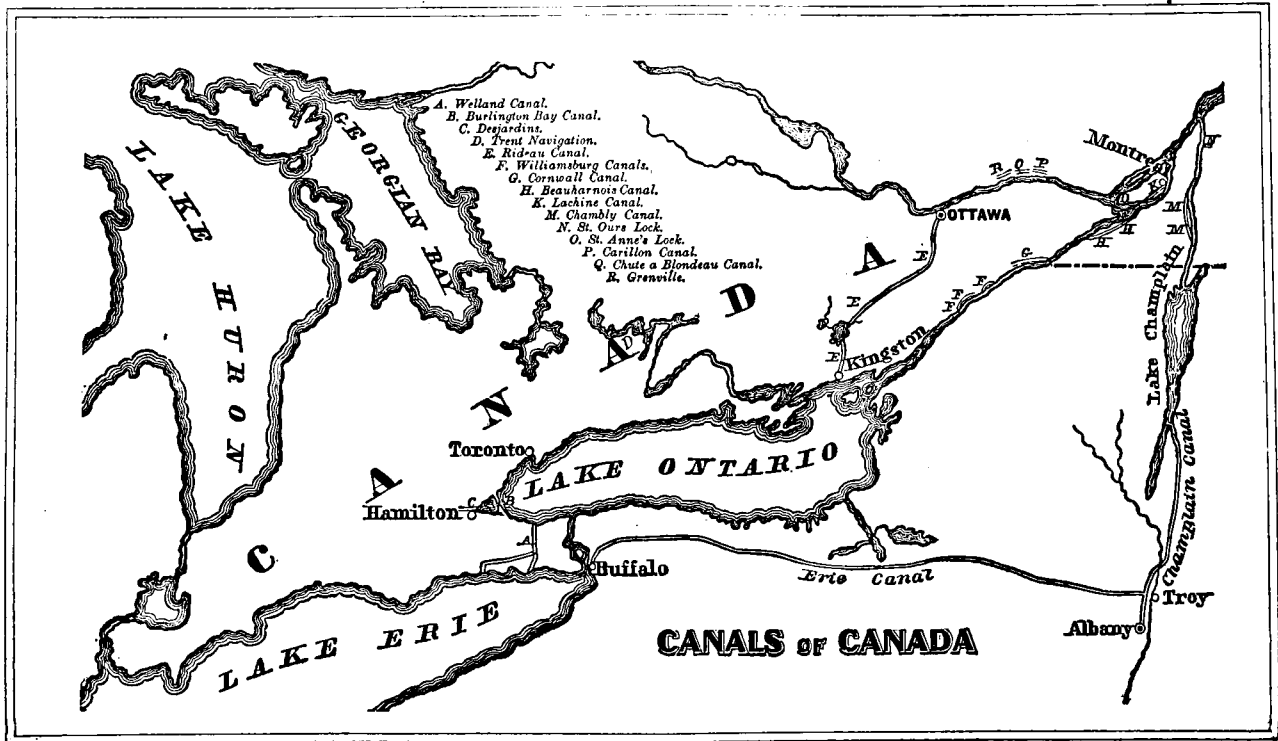 A. Welland Canal.
B. Burlington Bay Canal.
C. Desjardins.
D. Trent Navigation.
E. Rideau Canal.
F. Williamsburg Canals.
G. Cornwall Canal.
H. Beauharnois Canal.
K. Lachine Canal.
M. Chambly Canal.
N. St. Ours Lock.
O. St. Anne's Lock.
P. Carillon Canal.
Q. Chute a Blondeau Canal.
R. Grenville.
LAKE HURON
GEORGIAN BAY
CANADA
Montreal
N
R Q P
O
K
OTTAWA
M
M
H
H
E
G
E
F
F
F
D
E
Kingston
Lake Champlain
Toronto
LAKE ONTARIO
Hamilton
C
B
A
Buffalo
Erie Canal
Champlain Canal
Troy
Albany
LAKE ERIE
CANALS OF CANADA